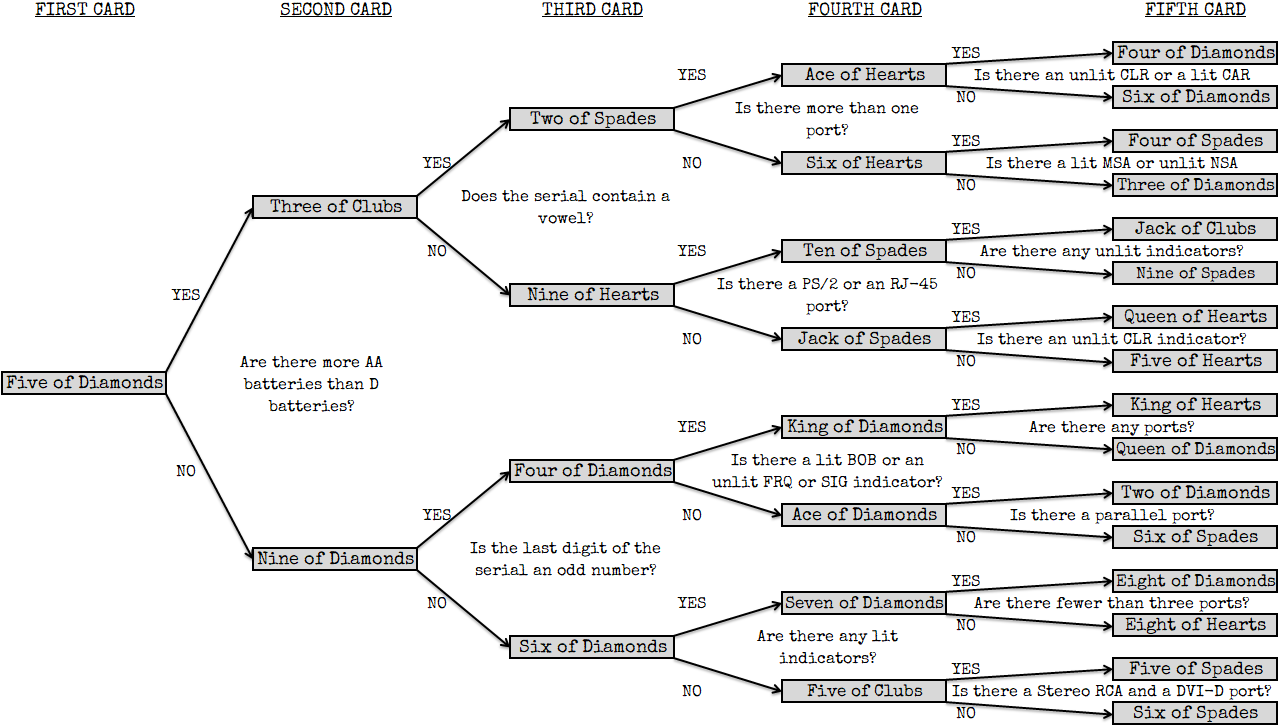 FIRST CARD
SECOND CARD
THIRD CARD
FOURTH CARD
FIFTH CARD
Five of Diamonds
YES
NO
Are there more AA
batteries than D
batteries?
Three of Clubs
Nine of Diamonds
YES
NO
Does the serial contain a
vowel?
YES
NO
Is the last digit of the
serial an odd number?
Two of Spades
Nine of Hearts
Four of Diamonds
Six of Diamonds
YES
NO
Is there more than one
port?
YES
NO
Is there a PS/2 or an RJ-45
port?
YES
NO
Is there a lit BOB or an
unlit FRQ or SIG indicator?
YES
NO
Are there any lit
indicators?
Ace of Hearts
Six of Hearts
Ten of Spades
Jack of Spades
King of Diamonds
Ace of Diamonds
Seven of Diamonds
Five of Clubs
YES
Four of Diamonds
Is there an unlit CLR or a lit CAR
NO
Six of Diamonds
YES
Four of Spades
Is there a lit MSA or unlit NSA
NO
Three of Diamonds
YES
Jack of Clubs
Are there any unlit indicators?
NO
Nine of Spades
YES
Queen of Hearts
Is there an unlit CLR indicator?
NO
Five of Hearts
YES
King of Hearts
Are there any ports?
NO
Queen of Diamonds
YES
Two of Diamonds
Is there a parallel port?
NO
Six of Spades
YES
Eight of Diamonds
Are there fewer than three ports?
NO
Eight of Hearts
YES
Five of Spades
Is there a Stereo RCA and a DVI-D port?
NO
Six of Spades